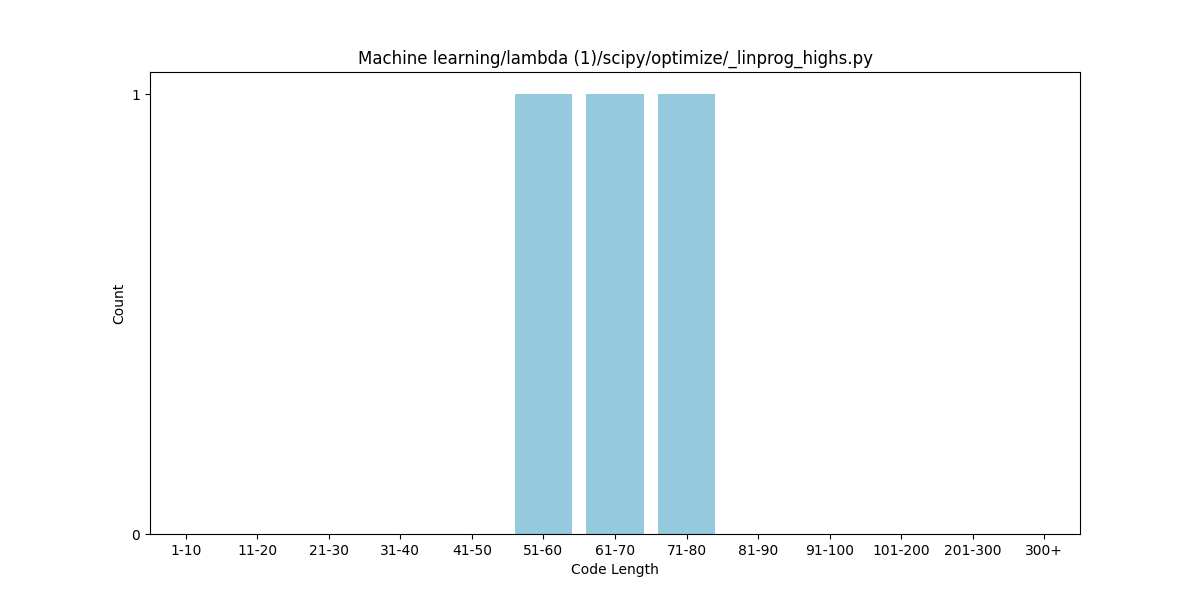 Machine learning/lambda (1)/scipy/optimize/_linprog_highs.py
1
Count
0
1-10 11-20 21-30 31-40 41-50 51-60 61-70 71-80 81-90 91-100 101-200 201-300 300+
Code Length